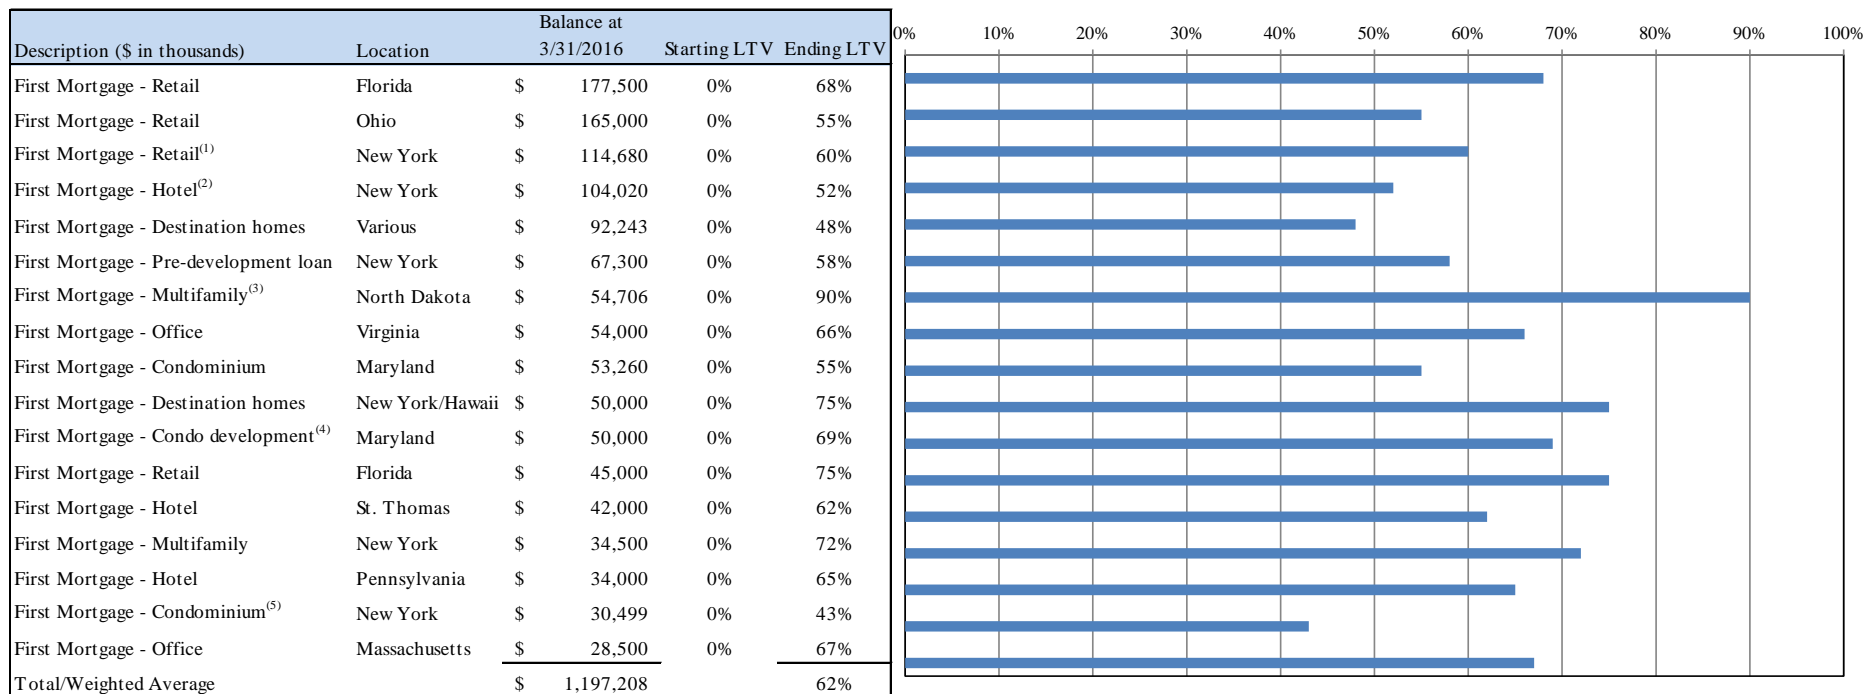 Balance at
Description ($ in thousands) Location 3/31/2016 Starting LTV Ending LTV
0% 10% 20% 30% 40% 50% 60% 70% 80% 90% 100%
First Mortgage - Retail Florida $ 177,500 0% 68%
First Mortgage - Retail Ohio $ 165,000 0% 55%
First Mortgage - Retail(1) New York $ 114,680 0% 60%
First Mortgage - Hotel(2) New York $ 104,020 0% 52%
First Mortgage - Destination homes Various $ 92,243 0% 48%
First Mortgage - Pre-development loan New York $ 67,300 0% 58%
First Mortgage - Multifamily(3) North Dakota $ 54,706 0% 90%
First Mortgage - Office Virginia $ 54,000 0% 66%
First Mortgage - Condominium Maryland $ 53,260 0% 55%
First Mortgage - Destination homes New York/Hawaii $ 50,000 0% 75%
First Mortgage - Condo development(4) Maryland $ 50,000 0% 69%
First Mortgage - Retail Florida $ 45,000 0% 75%
First Mortgage - Hotel St. Thomas $ 42,000 0% 62%
First Mortgage - Multifamily New York $ 34,500 0% 72%
First Mortgage - Hotel Pennsylvania $ 34,000 0% 65%
First Mortgage - Condominium(5) New York $ 30,499 0% 43%
First Mortgage - Office Massachusetts $ 28,500 0% 67%
Total/Weighted Average $ 1,197,208 62%